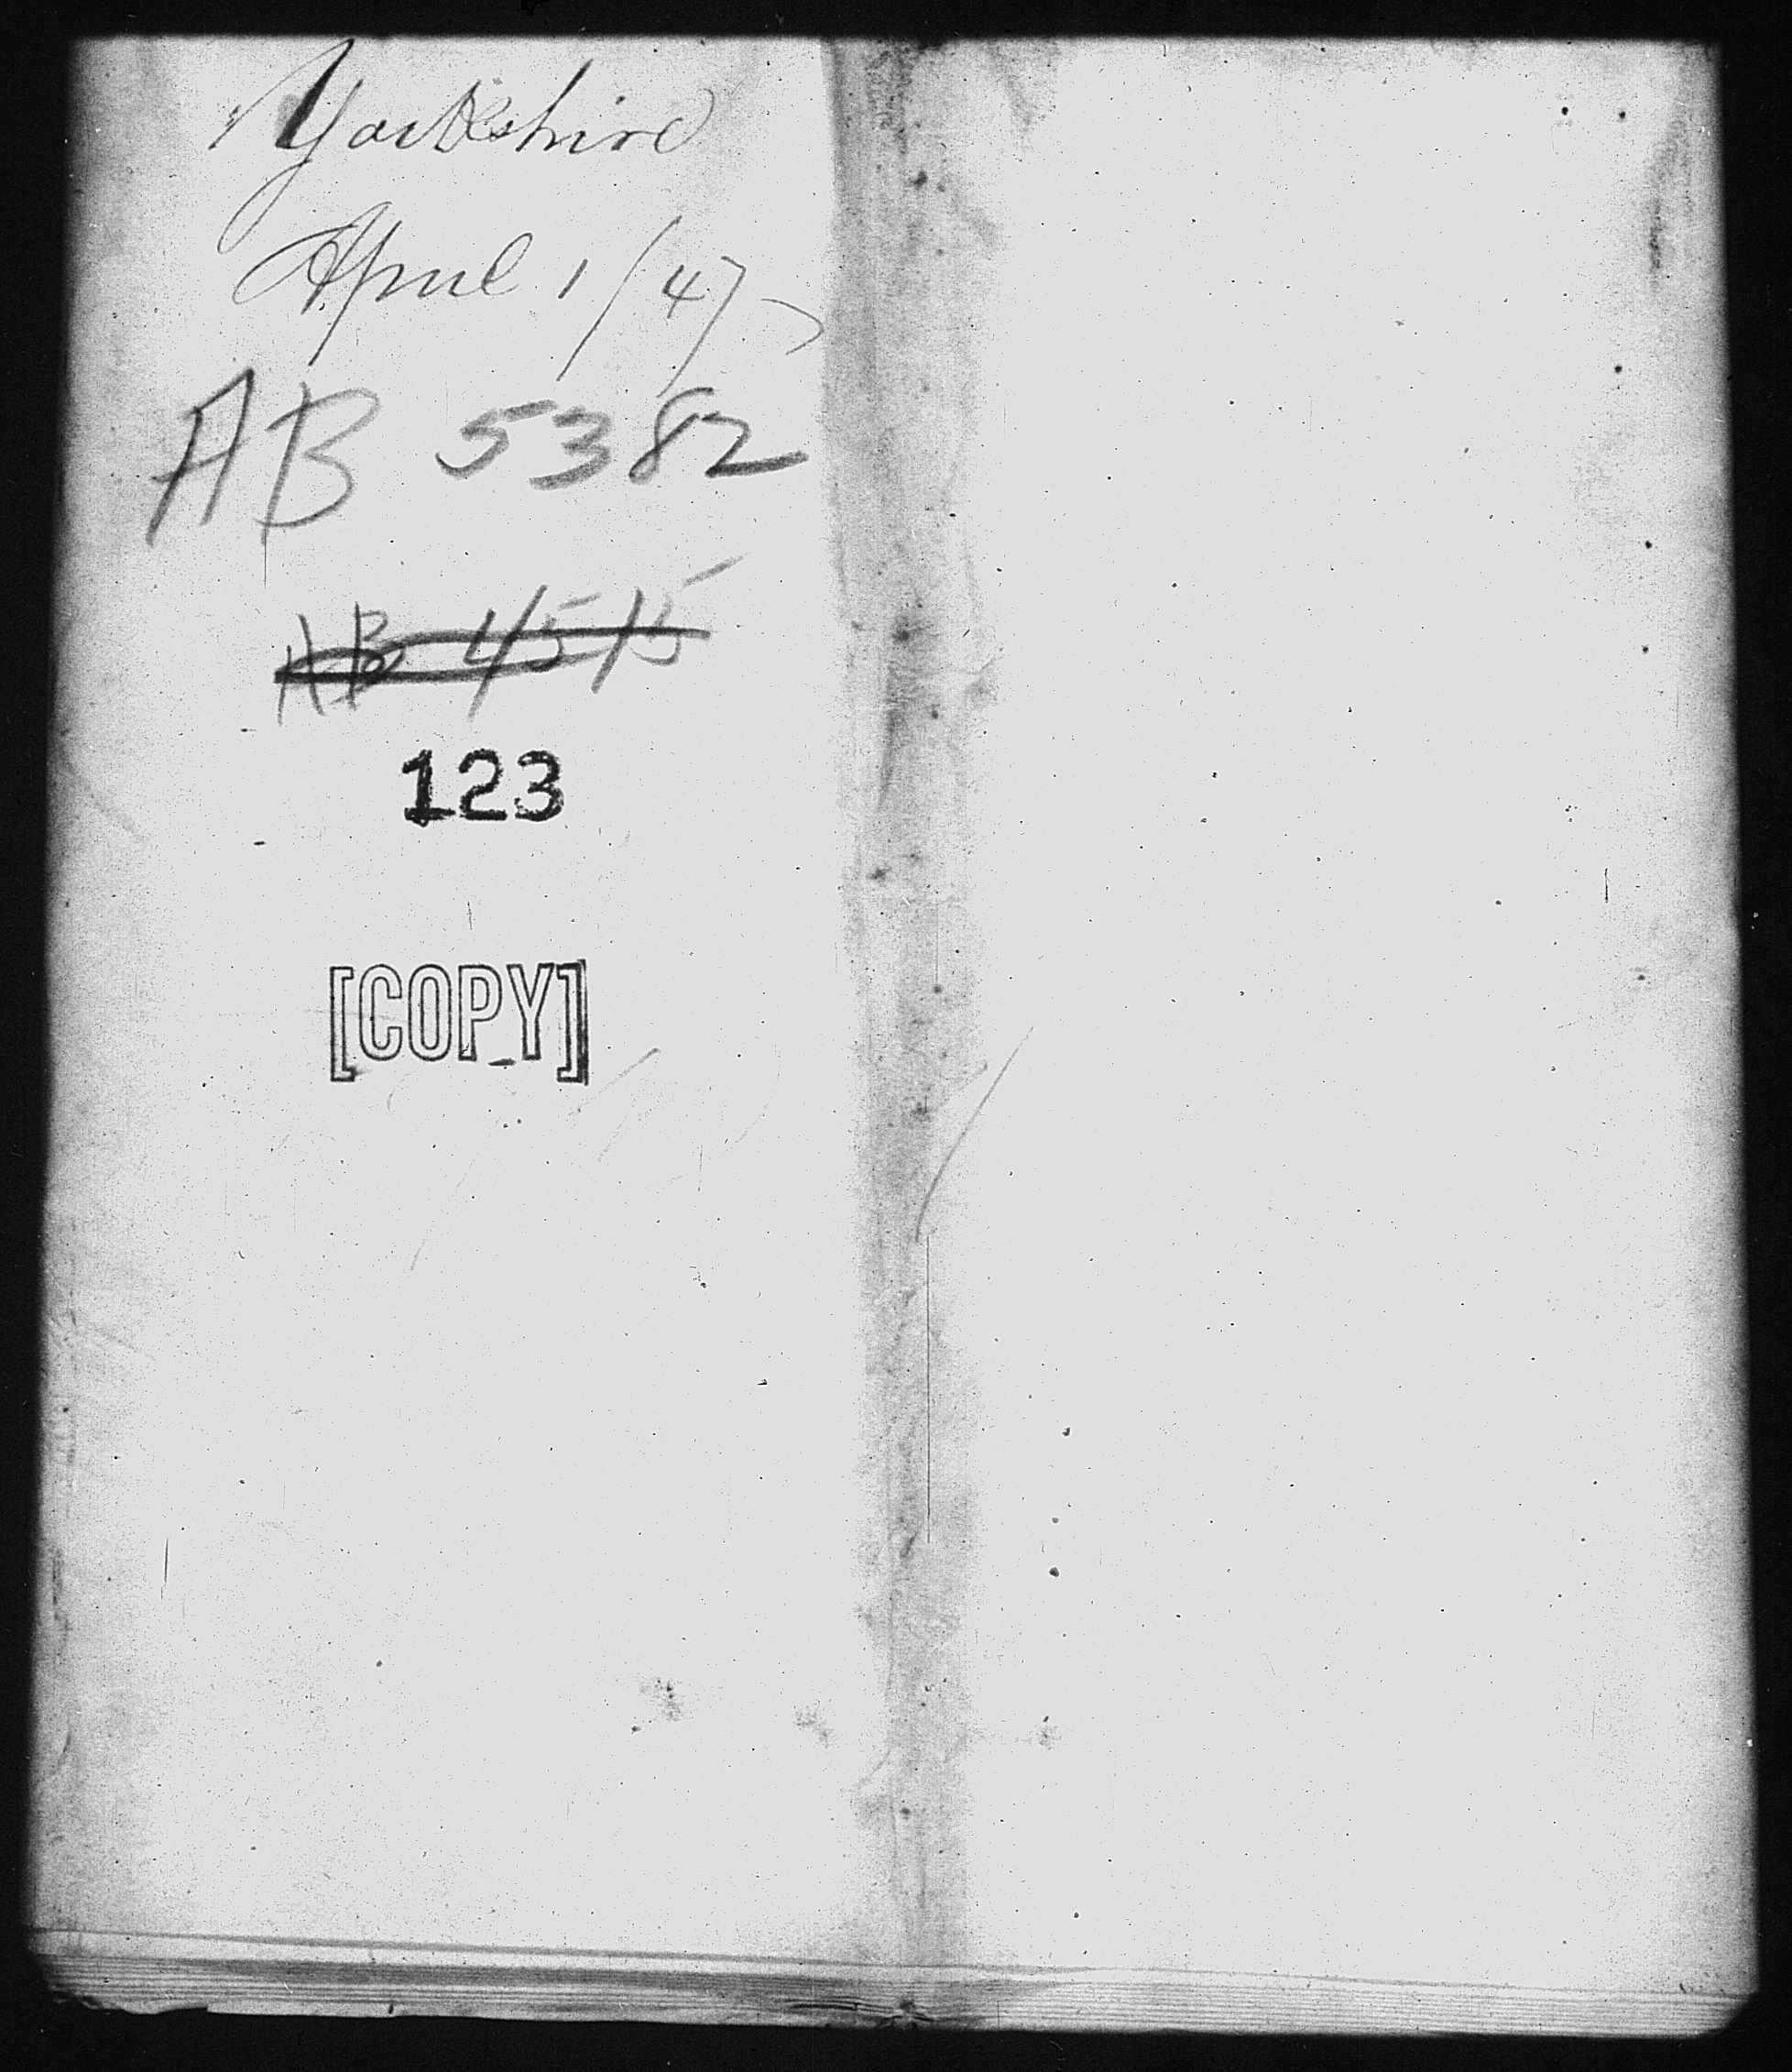 Yorkshire
April 1/47
AB 5382
AB 4515
123
[COPY]